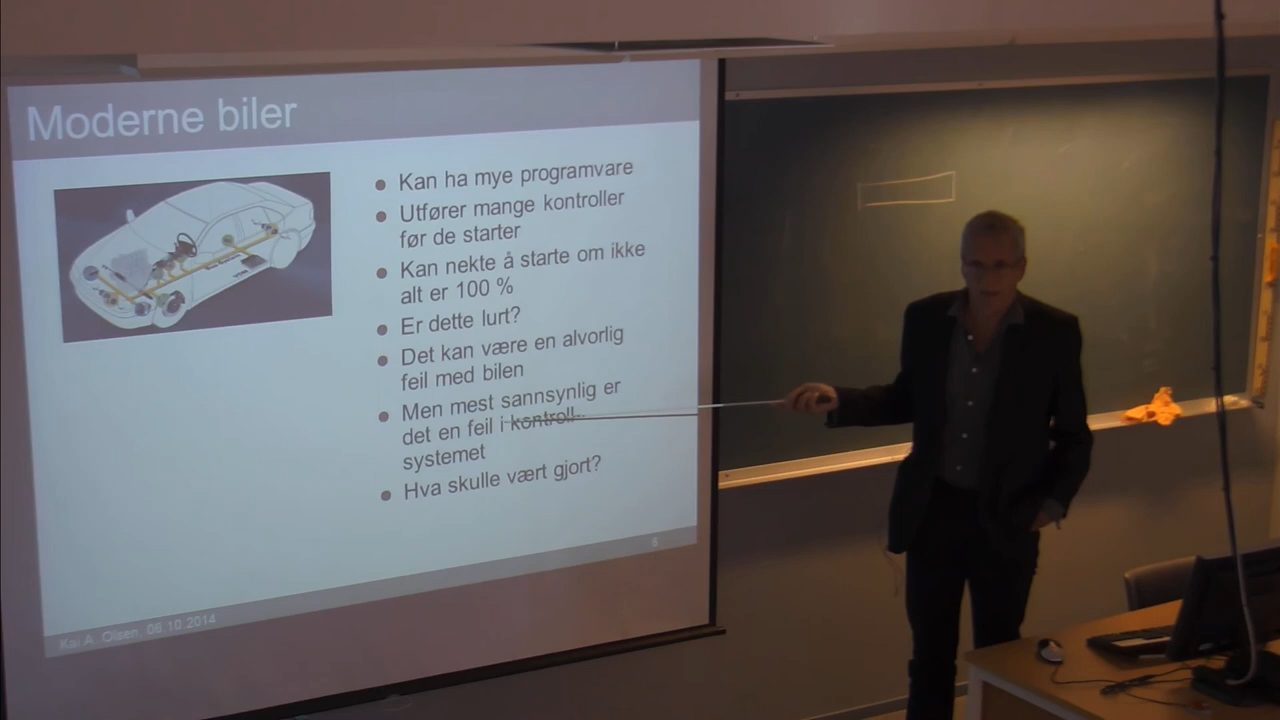 Moderne biler
Kan ha mye programvare
Utfører mange kontroller
før de starter
Kan nekte å starte om ikke
alt er 100 %
Er dette lurt?
Det kan være en alvorlig
feil med bilen
Men mest sannsynlig er
det en feil i kontroll-
systemet
Hva skulle vært gjort?
6
Kai A. Olsen, 06.10.2014